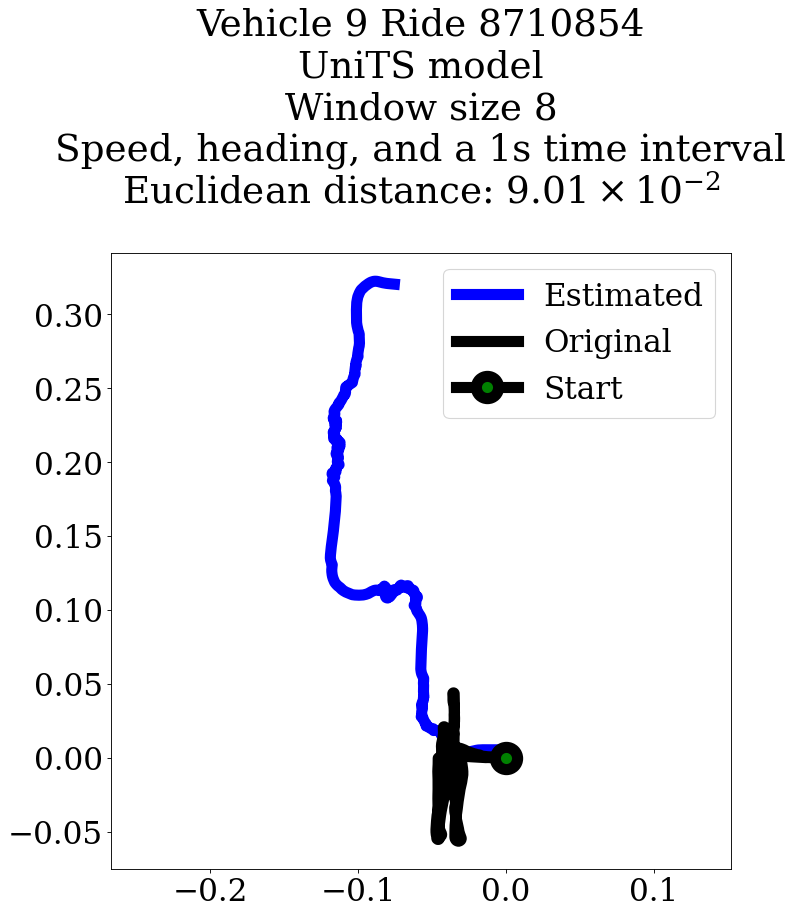 Vehicle 9 Ride 8710854
UniTS model
Window size 8
Speed, heading, and a 1s time interval
Euclidean distance: 9.01 × 10⁻²
Estimated
Original
Start
0.30
0.25
0.20
0.15
0.10
0.05
0.00
−0.05
−0.2
−0.1
0.0
0.1